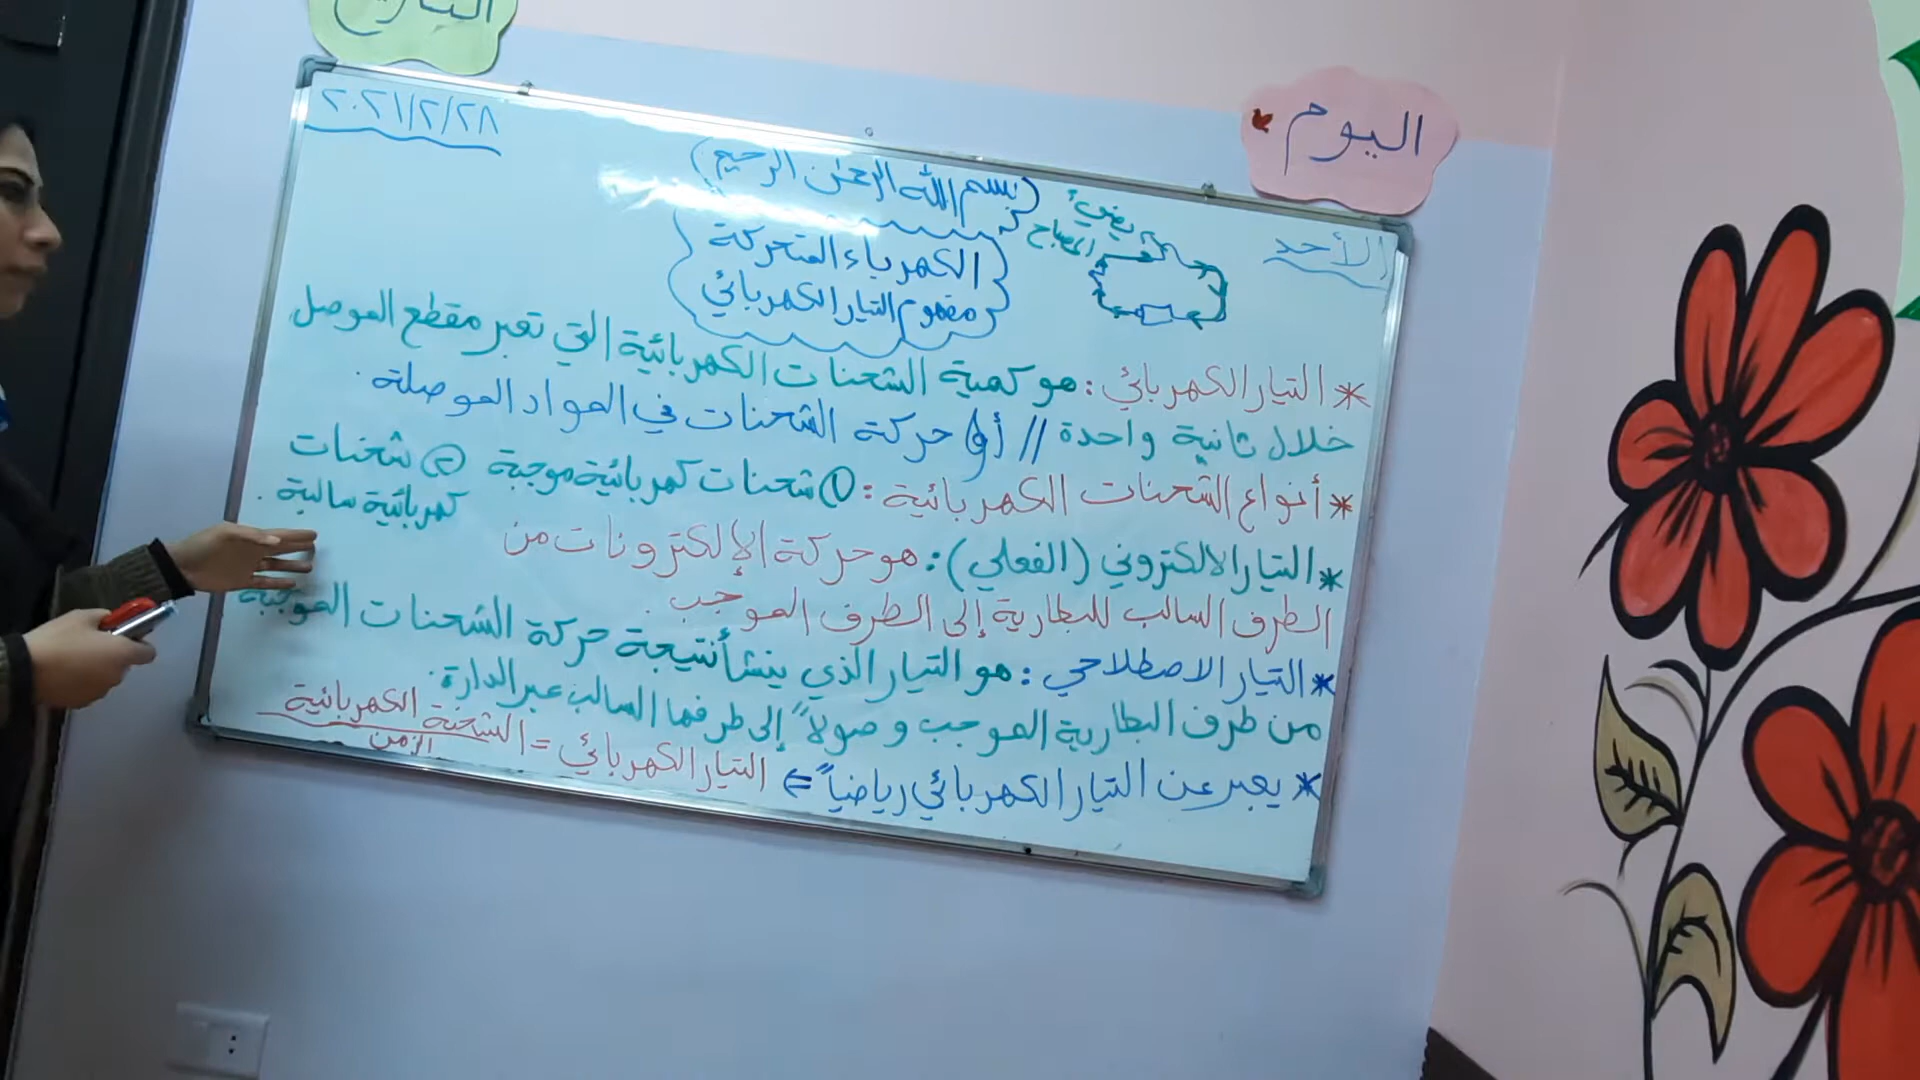 التاريخ
اليوم
٢٠٢١/٢/٢٨
الأحد
(بسم الله الرحمن الرحيم)
يضيء
المصباح
الكهرباء المتحركة
مفهوم التيار الكهربائي
* التيار الكهربائي: هو كمية الشحنات الكهربائية التي تعبر مقطع الموصل
خلال ثانية واحدة // أو حركة الشحنات في المواد الموصلة.
* أنواع الشحنات الكهربائية: ① شحنات كهربائية موجبة ② شحنات
كهربائية سالبة.
* التيار الالكتروني (الفعلي): هو حركة الإلكترونات من
الطرف السالب للبطارية إلى الطرف الموجب.
* التيار الاصطلاحي: هو التيار الذي ينشأ نتيجة حركة الشحنات الموجبة
من طرف البطارية الموجب وصولاً إلى طرفها السالب عبر الدارة.
* يعبر عن التيار الكهربائي رياضياً ⇐ التيار الكهربائي = الشحنة الكهربائية
الزمن